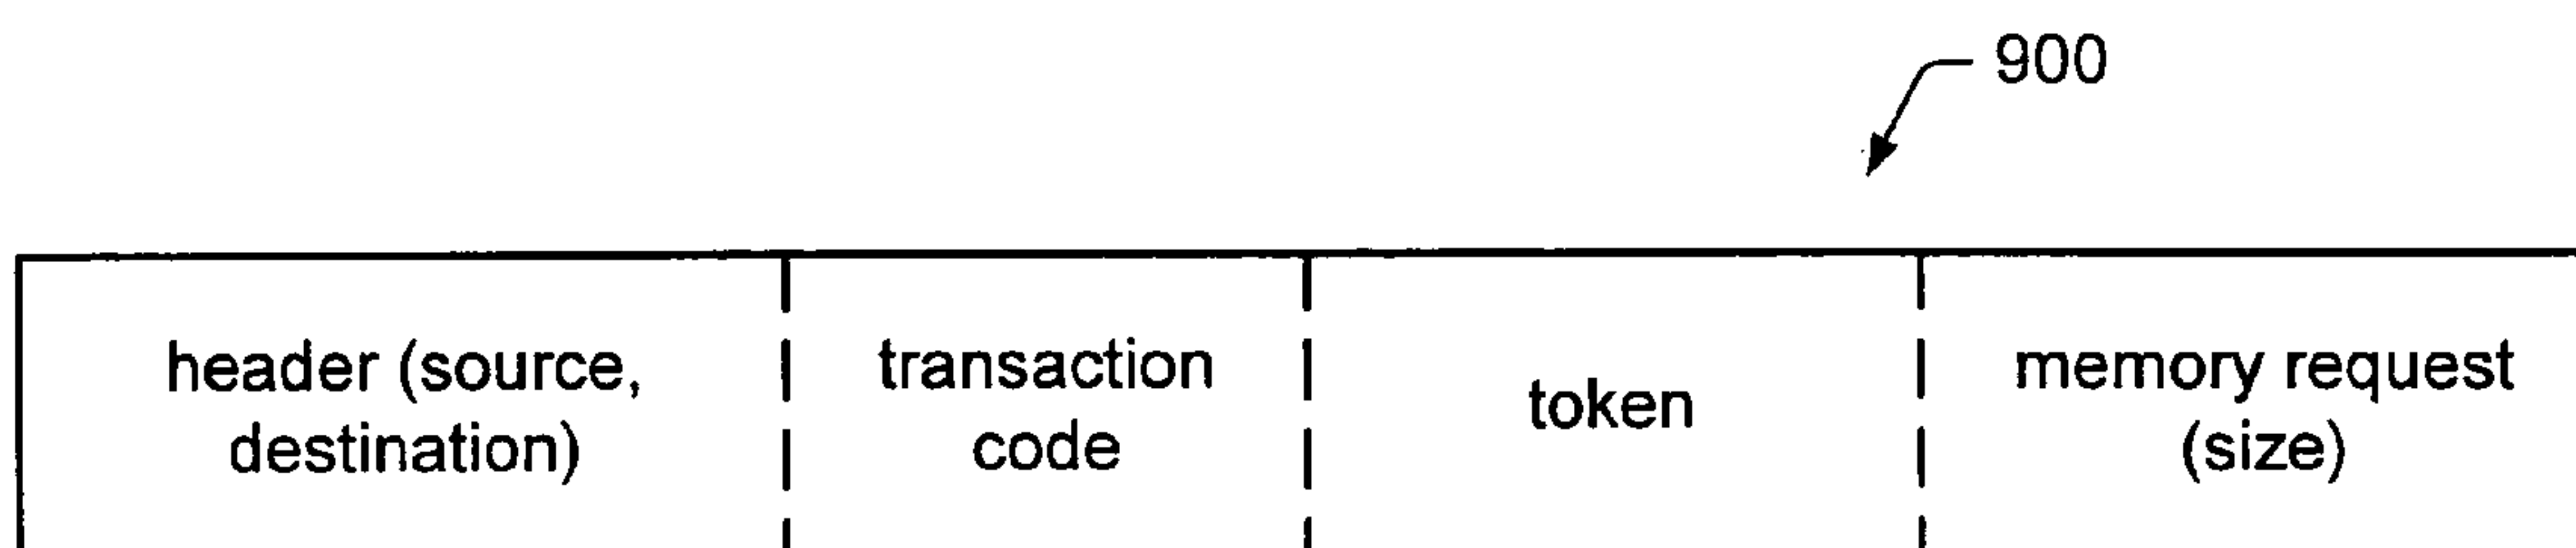 900
header (source,
destination)
transaction
code
token
memory request
(size)